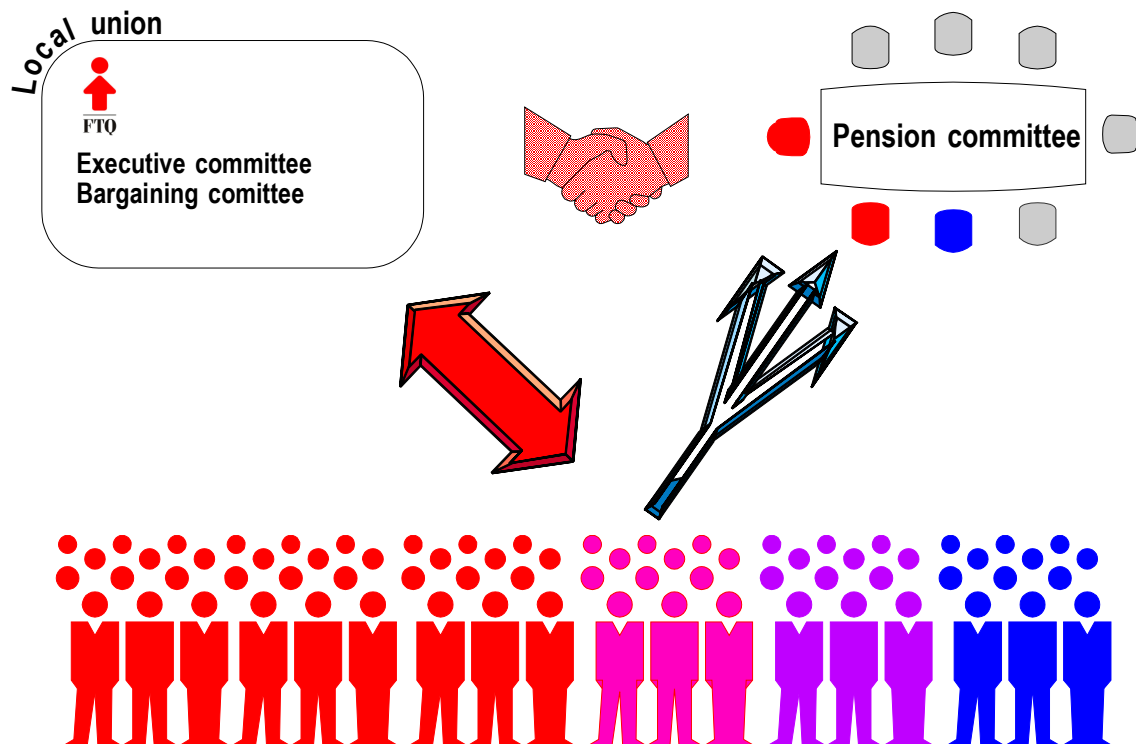 Local union
FTQ
Executive committee
Bargaining comittee
Pension committee